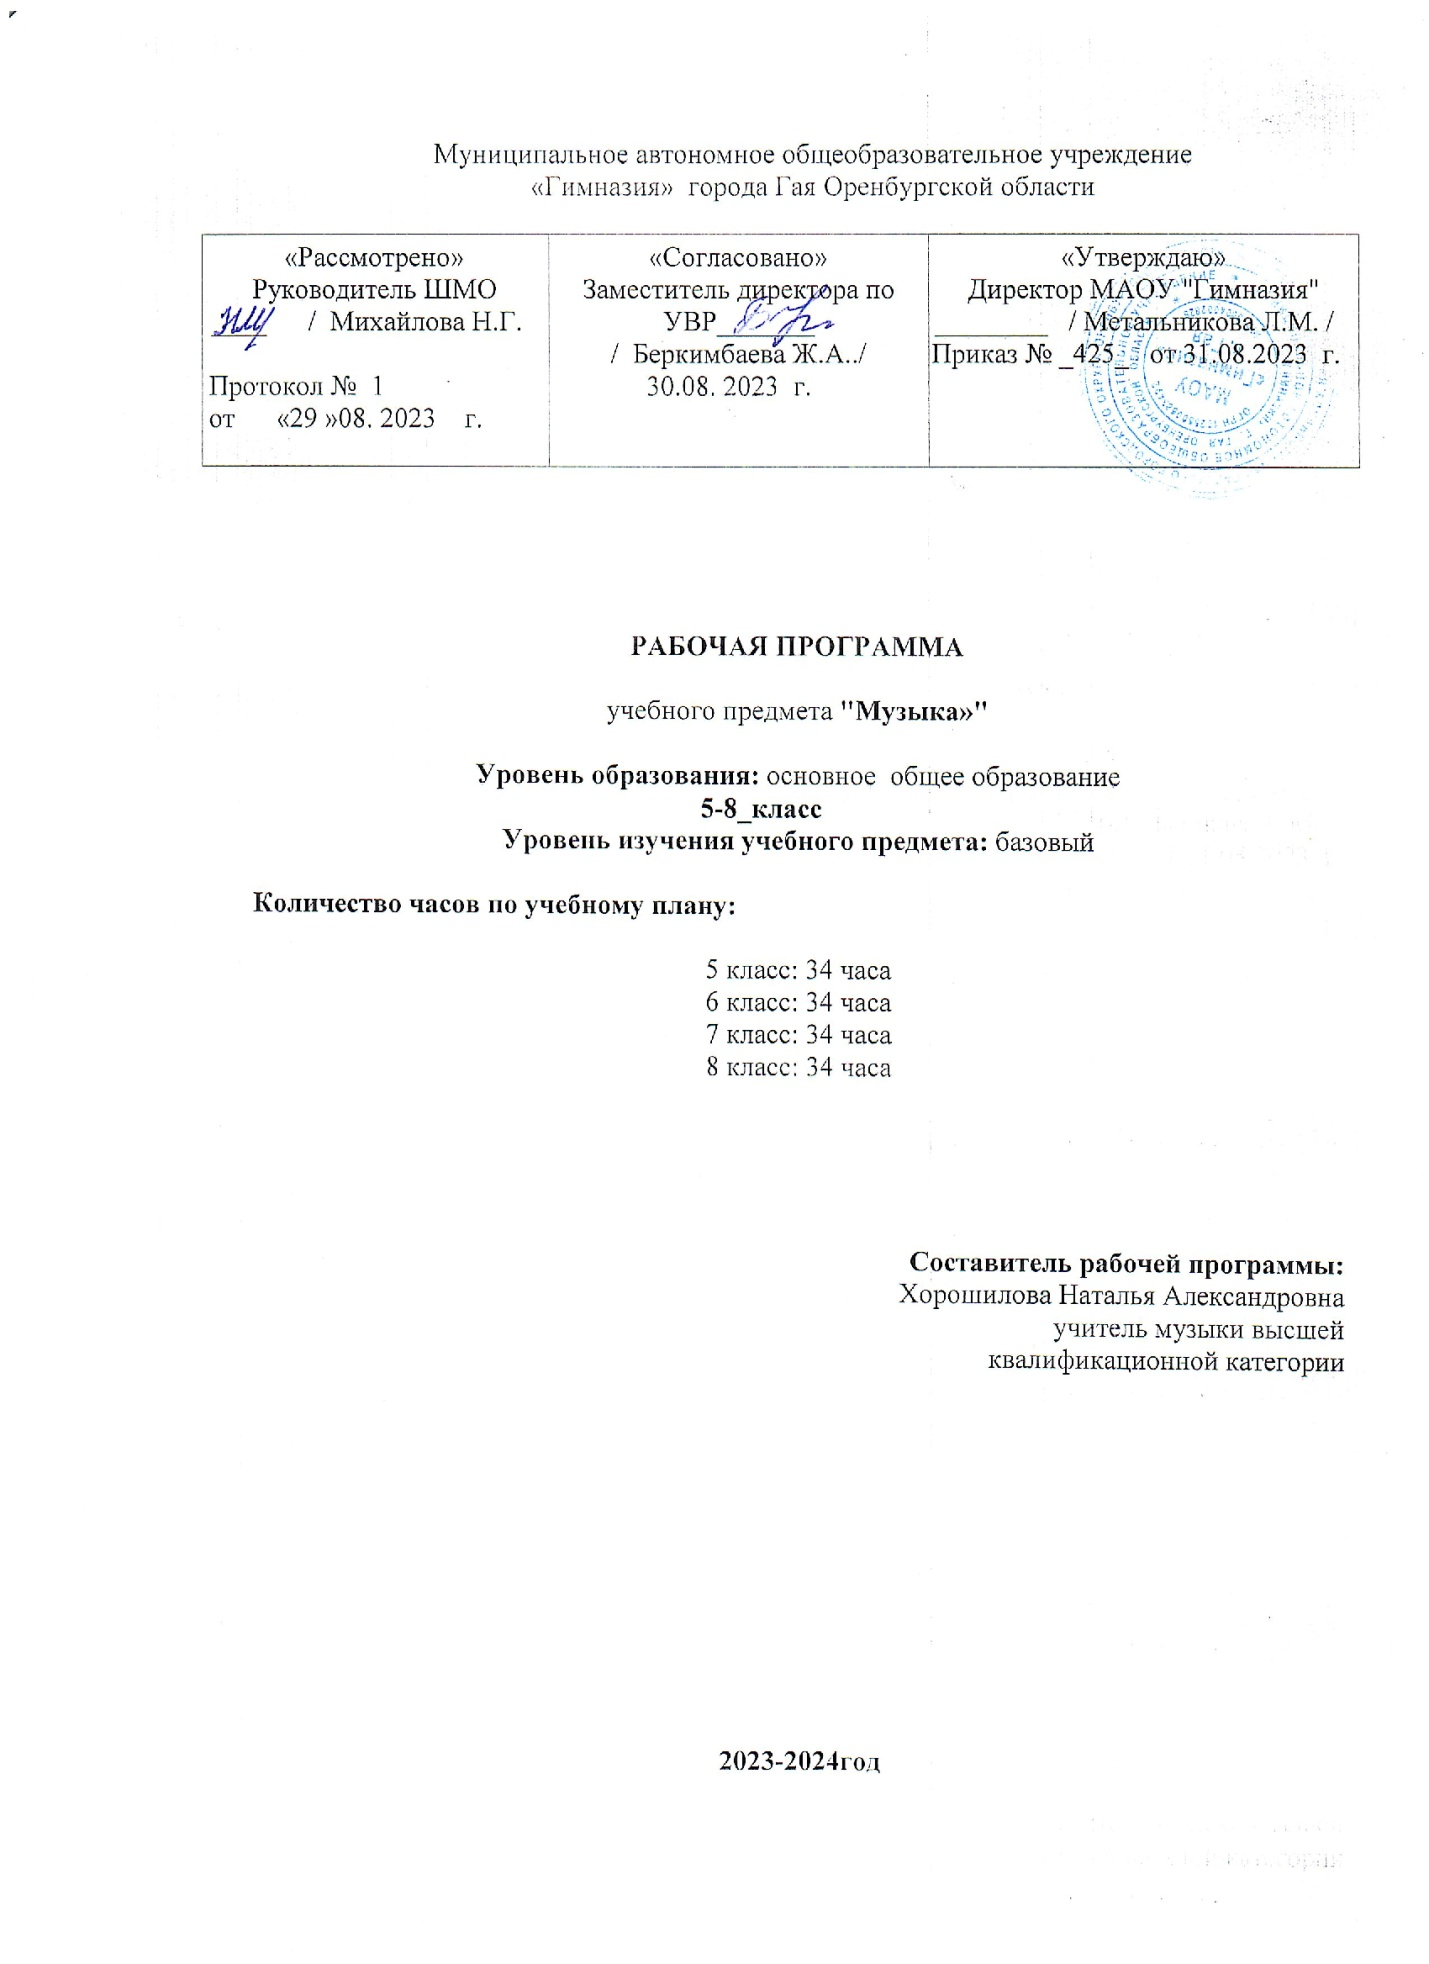 Муниципальное автономное общеобразовательное учреждение
«Гимназия» города Гая Оренбургской области
«Рассмотрено»
Руководитель ШМО
/ Михайлова Н.Г.
Протокол № 1
от «29 »08. 2023 г.
«Согласовано»
Заместитель директора по
УВР_______
/ Беркимбаева Ж.А../
30.08. 2023 г.
«Утверждаю»
Директор МАОУ "Гимназия"
________ / Метальникова Л.М. /
Приказ № _425_ от 31.08.2023 г.
МАОУ
«Гимназия»
РАБОЧАЯ ПРОГРАММА
учебного предмета "Музыка»"
Уровень образования: основное общее образование
5-8_класс
Уровень изучения учебного предмета: базовый
Количество часов по учебному плану:
5 класс: 34 часа
6 класс: 34 часа
7 класс: 34 часа
8 класс: 34 часа
Составитель рабочей программы:
Хорошилова Наталья Александровна
учитель музыки высшей
квалификационной категории
2023-2024год